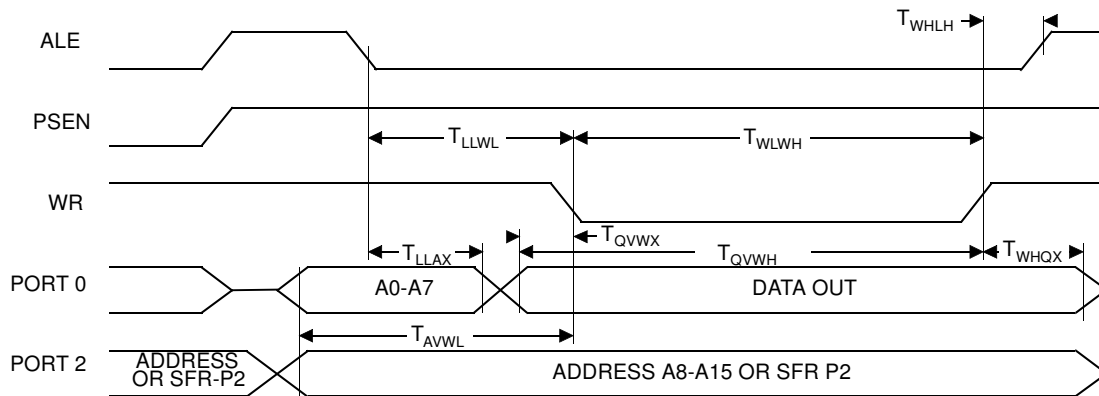 ALE
T_WHLH
PSEN
T_LLWL
T_WLWH
WR
T_LLAX
T_QVWX
T_QVWH
T_WHQX
PORT 0
A0-A7
DATA OUT
T_AVWL
PORT 2
ADDRESS
OR SFR-P2
ADDRESS A8-A15 OR SFR P2